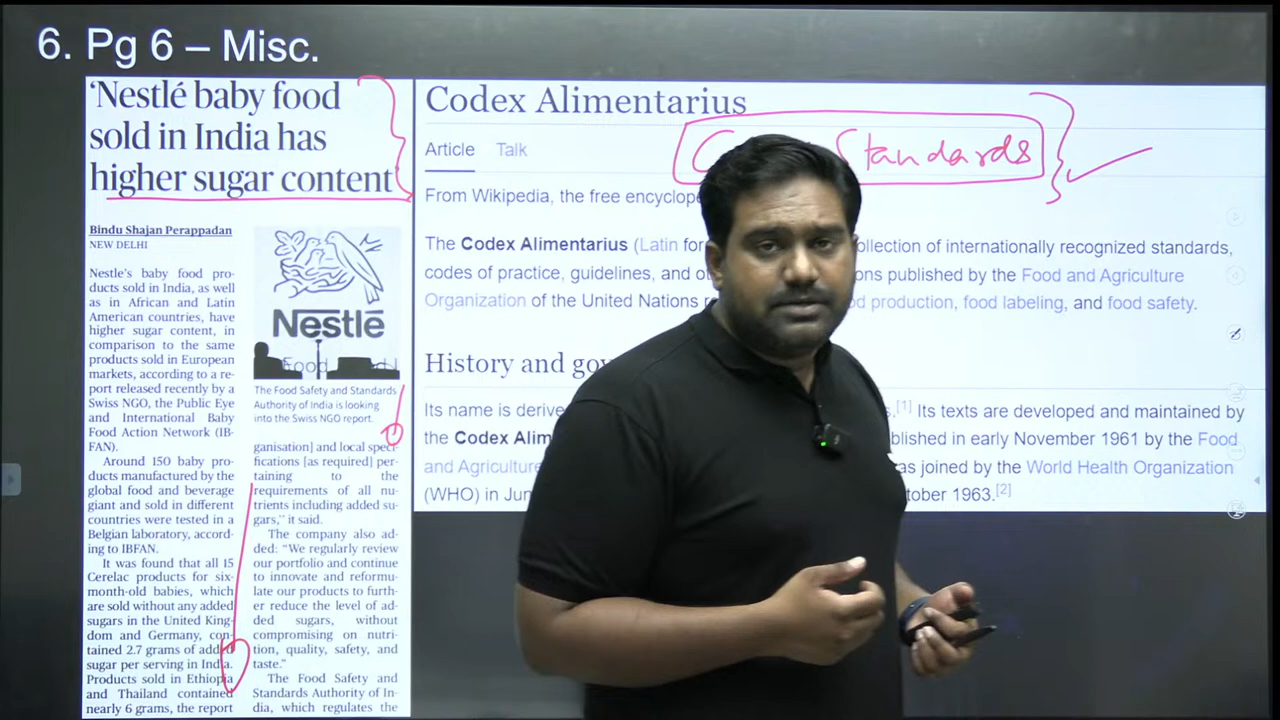 6. Pg 6 – Misc.
‘Nestlé baby food
sold in India has
higher sugar content
Bindu Shajan Perappadan
NEW DELHI
Nestle’s baby food pro-
ducts sold in India, as well
as in African and Latin
American countries, have
higher sugar content, in
comparison to the same
products sold in European
markets, according to a re-
port released recently by a
Swiss NGO, the Public Eye
and International Baby
Food Action Network (IB-
FAN).
Around 150 baby pro-
ducts manufactured by the
global food and beverage
giant and sold in different
countries were tested in a
Belgian laboratory, accord-
ing to IBFAN.
It was found that all 15
Cerelac products for six-
month-old babies, which
are sold without any added
sugars in the United King-
dom and Germany, con-
tained 2.7 grams of added
sugar per serving in India.
Products sold in Ethiopia
and Thailand contained
nearly 6 grams, the report
Nestlé
The Food Safety and Standards
Authority of India is looking
into the Swiss NGO report.
ganisation] and local speci-
fications [as required] per-
taining to the
requirements of all nu-
trients including added su-
gars,’’ it said.
The company also ad-
ded: “We regularly review
our portfolio and continue
to innovate and reformu-
late our products to furth-
er reduce the level of ad-
ded sugars, without
compromising on nutri-
tion, quality, safety, and
taste.”
The Food Safety and
Standards Authority of In-
dia, which regulates the
Codex Alimentarius
Standards
Article Talk
From Wikipedia, the free
The Codex Alimentarius (Latin collection of internationally recognized standards,
codes of practice, guidelines, and published by the Food and Agriculture
Organization of the United Nations production, food labeling, and food safety.
History and
Its name is [1] Its texts are developed and maintained by
the Codex published in early November 1961 by the Food
and Agriculture was joined by the World Health Organization
(WHO) in 1963.[2]